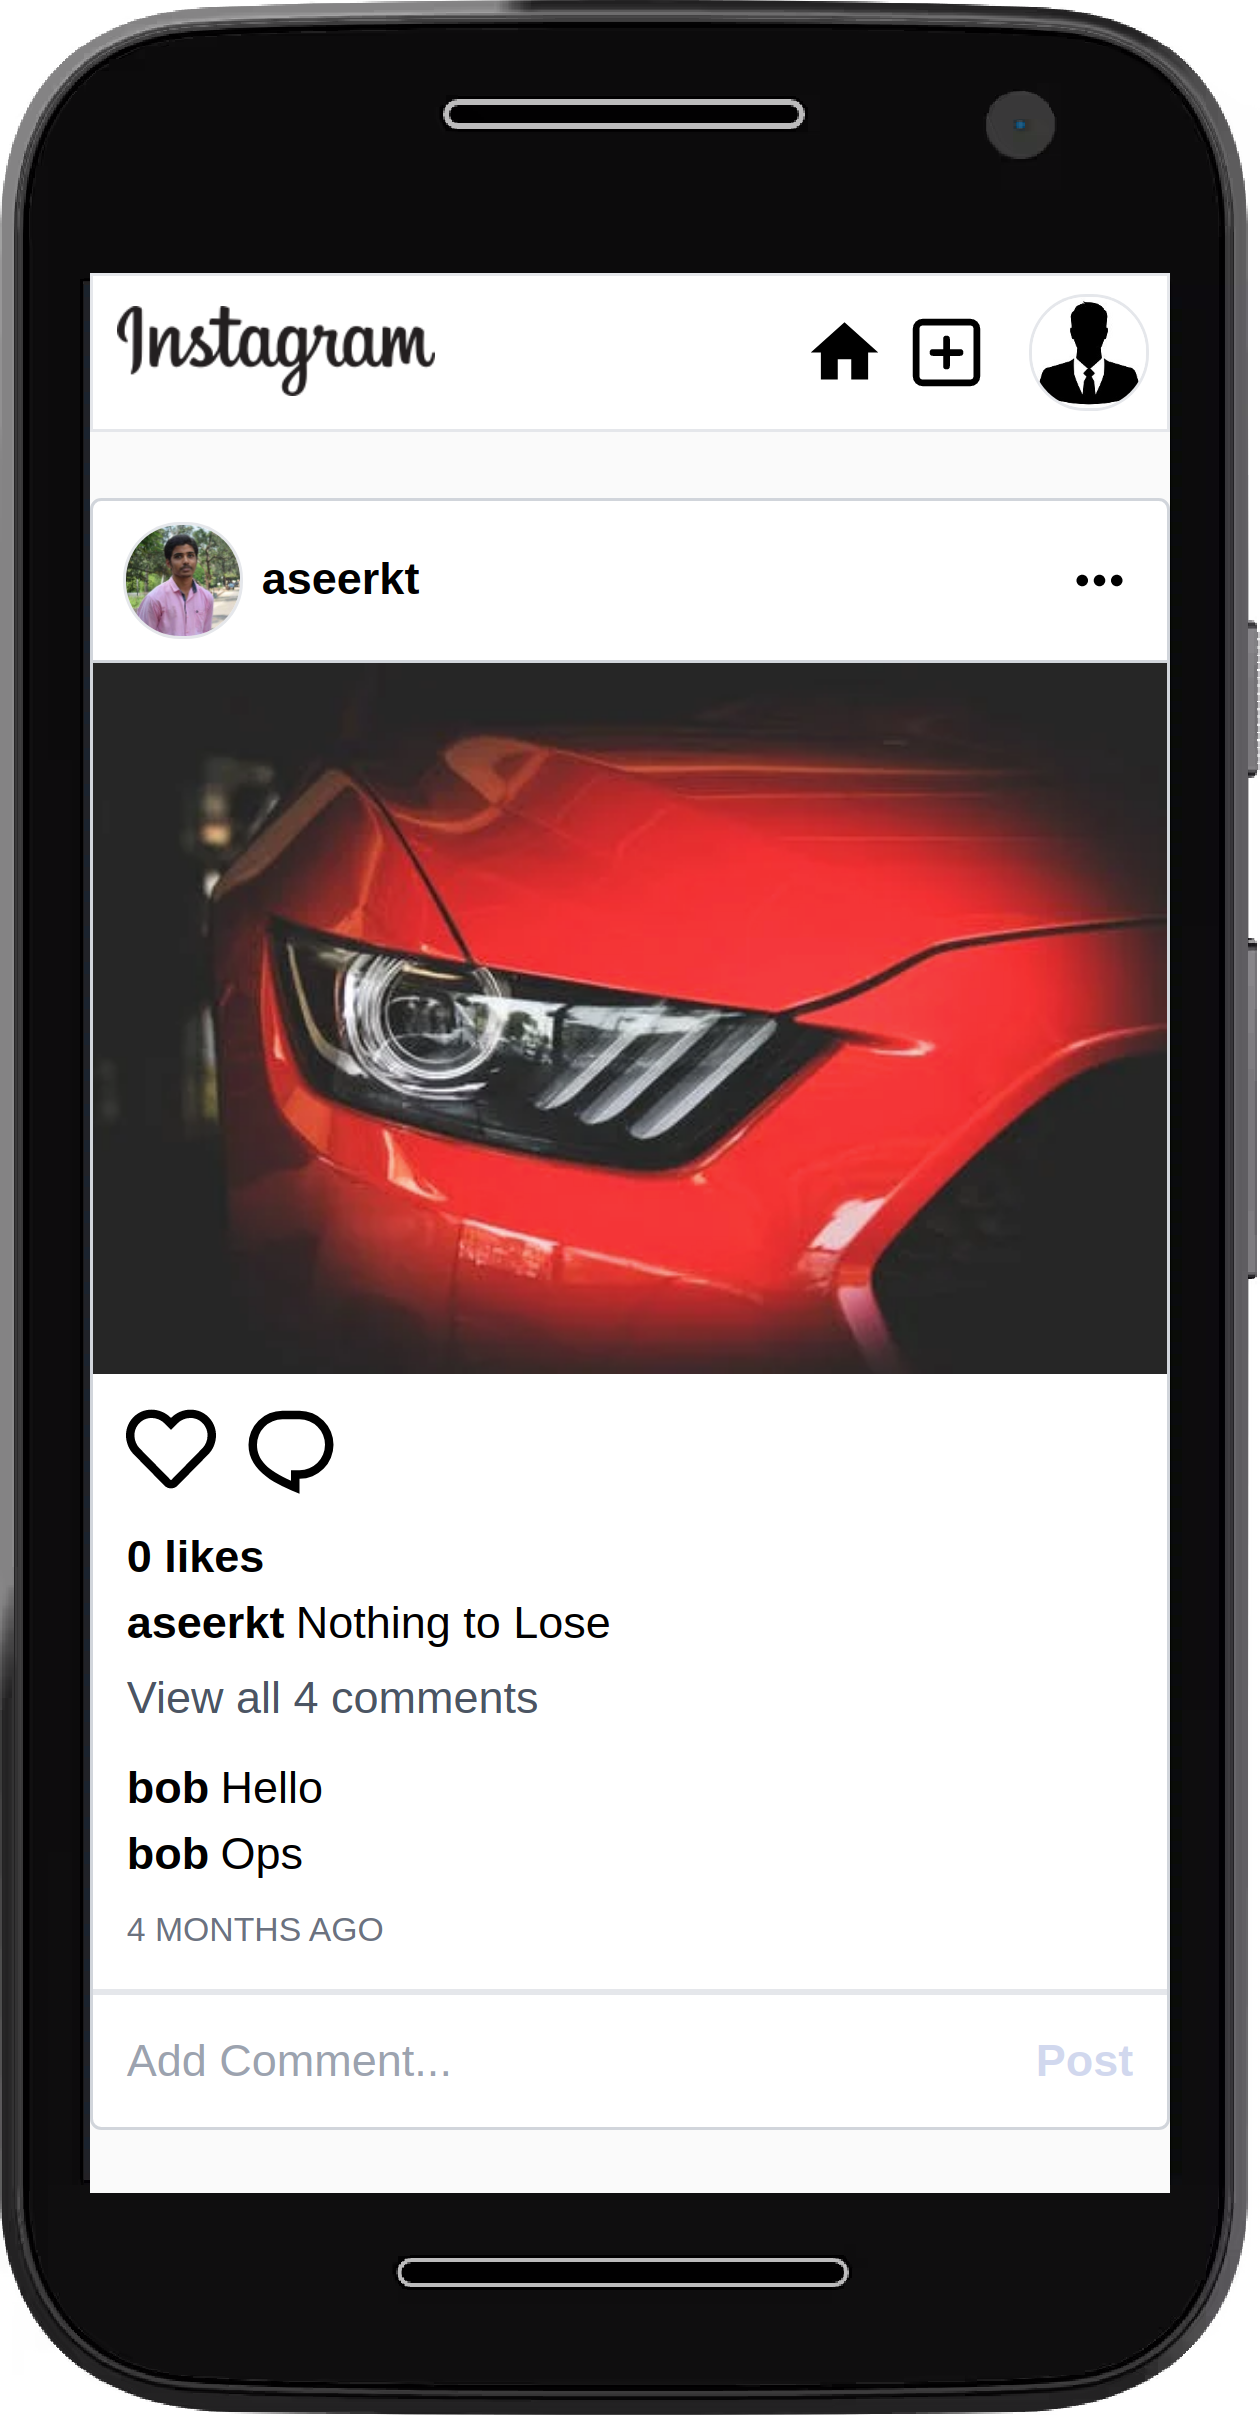 Instagram
aseerkt
0 likes
aseerkt Nothing to Lose
View all 4 comments
bob Hello
bob Ops
4 MONTHS AGO
Add Comment...
Post